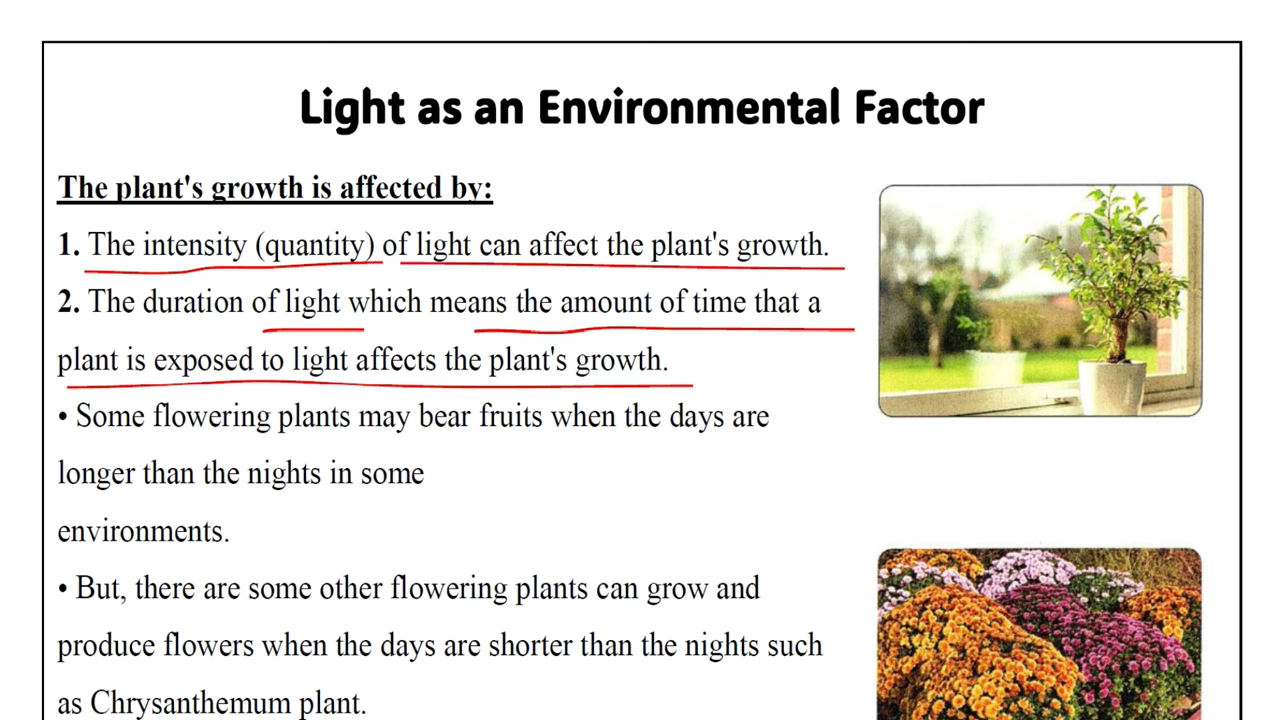 Light as an Environmental Factor
The plant's growth is affected by:
1. The intensity (quantity) of light can affect the plant's growth.
2. The duration of light which means the amount of time that a
plant is exposed to light affects the plant's growth.
• Some flowering plants may bear fruits when the days are
longer than the nights in some
environments.
• But, there are some other flowering plants can grow and
produce flowers when the days are shorter than the nights such
as Chrysanthemum plant.